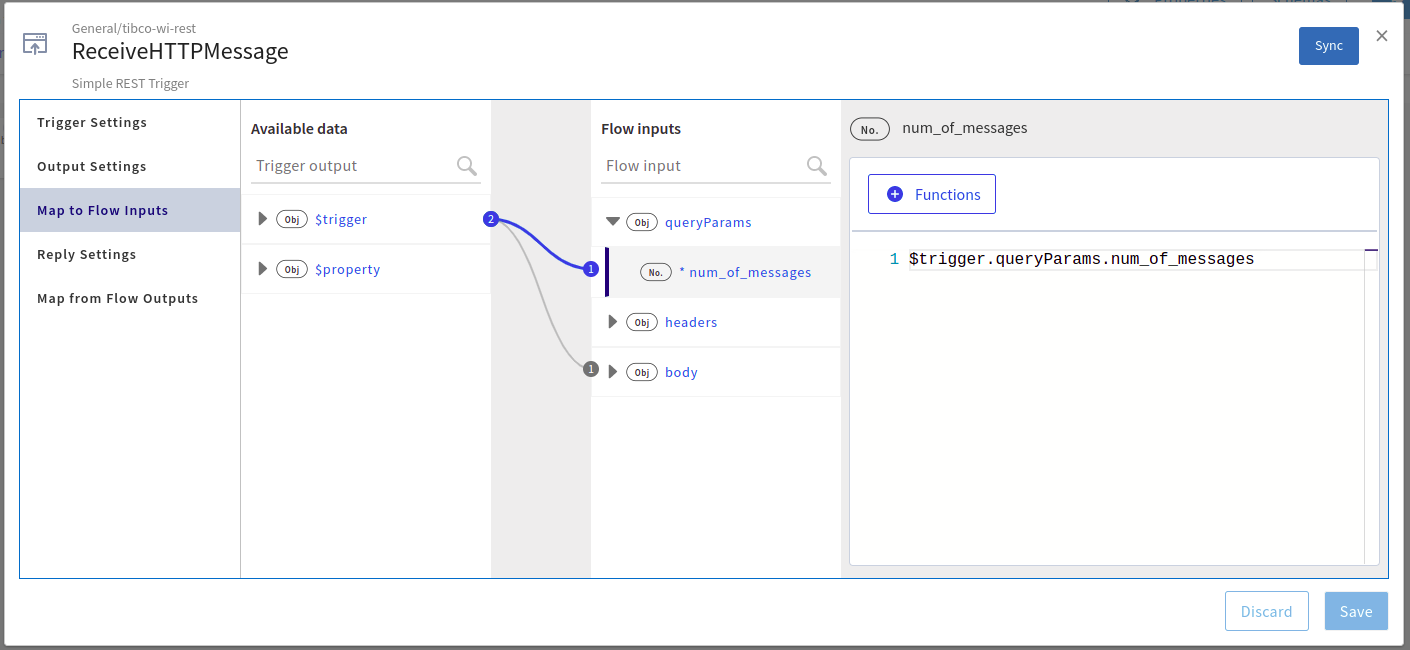 General/tibco-wi-rest
ReceiveHTTPMessage
Simple REST Trigger
Sync
Trigger Settings
Output Settings
Map to Flow Inputs
Reply Settings
Map from Flow Outputs
Available data
Trigger output
Obj $trigger
Obj $property
2
1
1
Flow inputs
Flow input
Obj queryParams
No. * num_of_messages
Obj headers
Obj body
No. num_of_messages
Functions
1 $trigger.queryParams.num_of_messages
Discard
Save